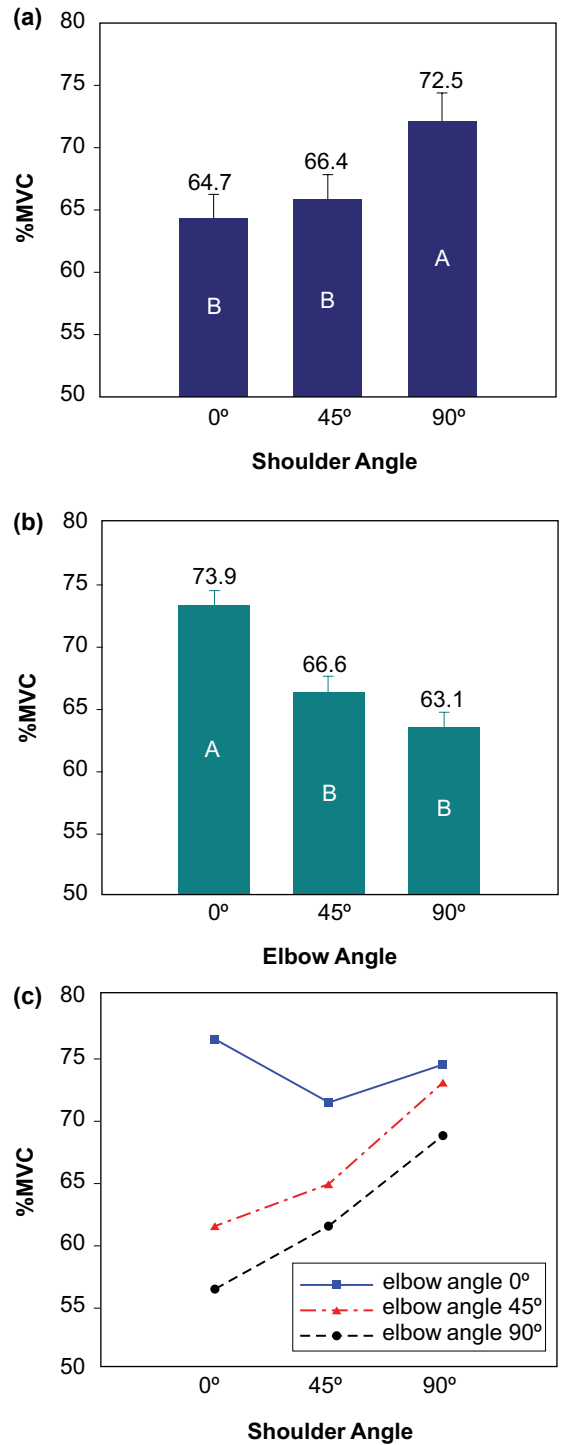 (a)
80
75
70
65
60
55
50
%MVC
64.7
66.4
72.5
B
B
A
0º
45º
90º
Shoulder Angle
(b)
80
75
70
65
60
55
50
%MVC
73.9
66.6
63.1
A
B
B
0º
45º
90º
Elbow Angle
(c)
80
75
70
65
60
55
50
%MVC
elbow angle 0º
elbow angle 45º
elbow angle 90º
0º
45º
90º
Shoulder Angle